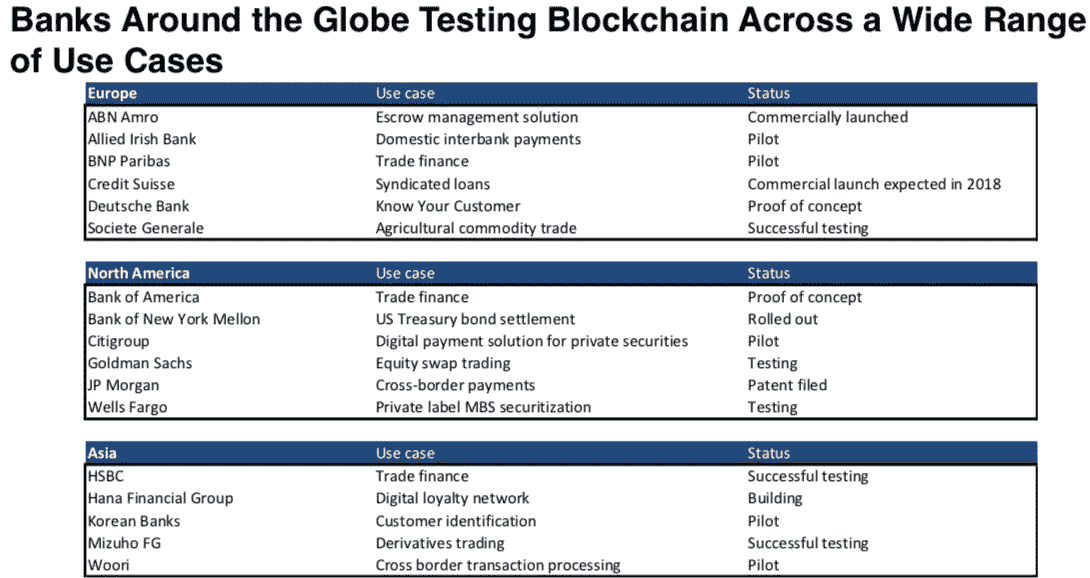 Banks Around the Globe Testing Blockchain Across a Wide Range
of Use Cases
Europe Use case Status
ABN Amro Escrow management solution Commercially launched
Allied Irish Bank Domestic interbank payments Pilot
BNP Paribas Trade finance Pilot
Credit Suisse Syndicated loans Commercial launch expected in 2018
Deutsche Bank Know Your Customer Proof of concept
Societe Generale Agricultural commodity trade Successful testing
North America Use case Status
Bank of America Trade finance Proof of concept
Bank of New York Mellon US Treasury bond settlement Rolled out
Citigroup Digital payment solution for private securities Pilot
Goldman Sachs Equity swap trading Testing
JP Morgan Cross-border payments Patent filed
Wells Fargo Private label MBS securitization Testing
Asia Use case Status
HSBC Trade finance Successful testing
Hana Financial Group Digital loyalty network Building
Korean Banks Customer identification Pilot
Mizuho FG Derivatives trading Successful testing
Woori Cross border transaction processing Pilot